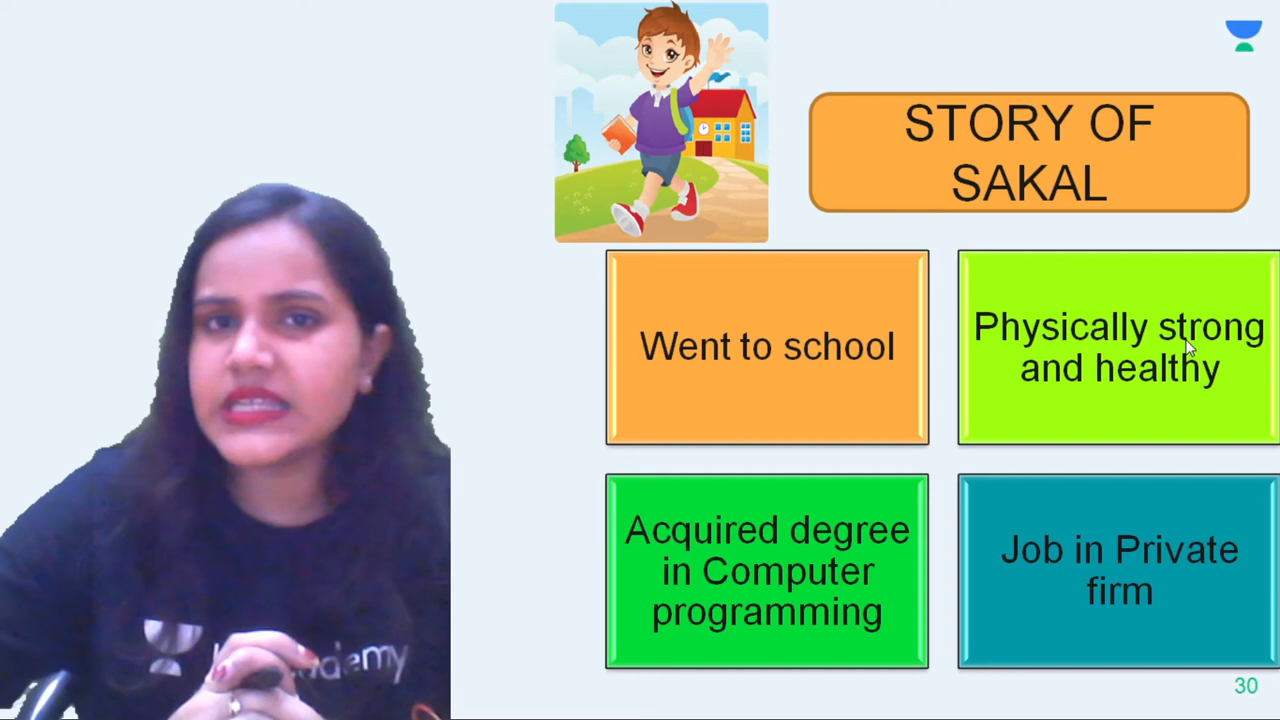 STORY OF
SAKAL
Went to school
Physically strong
and healthy
Acquired degree
in Computer
programming
Job in Private
firm
30